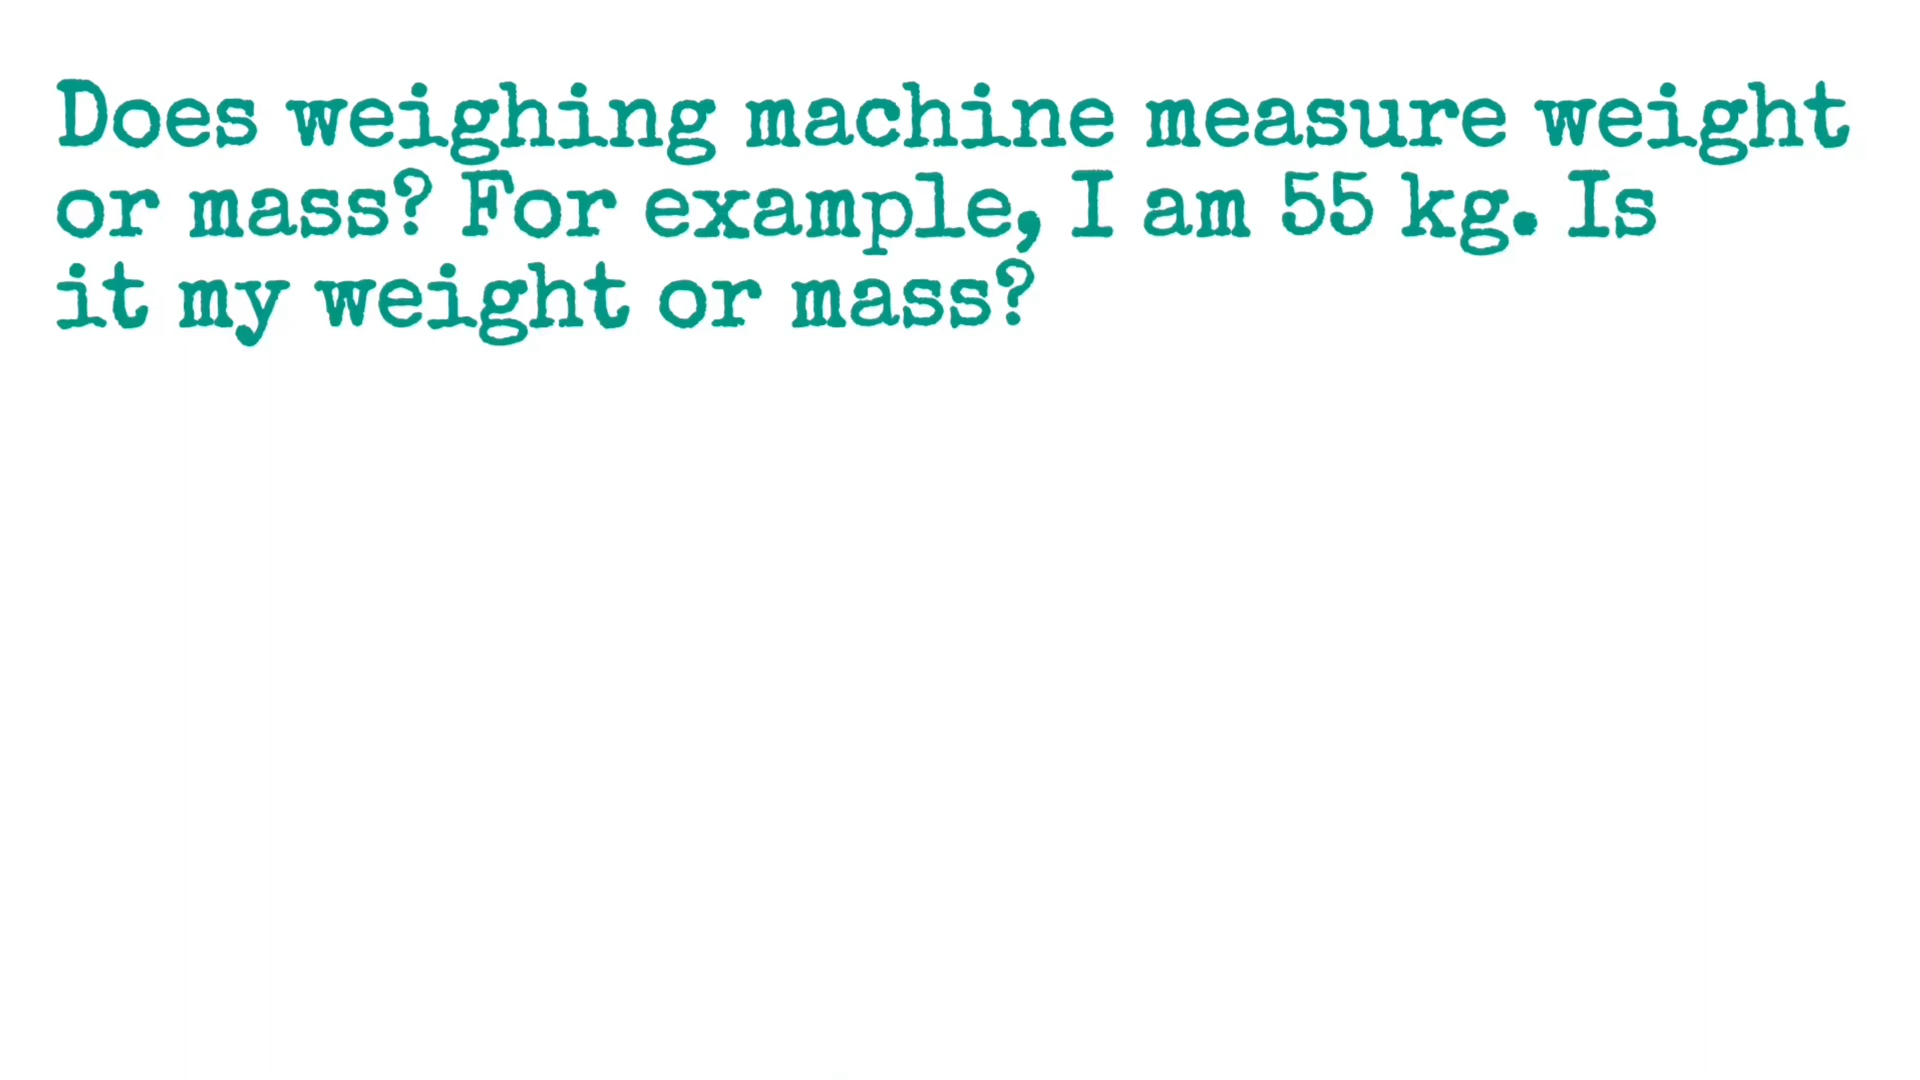 Does weighing machine measure weight
or mass? For example, I am 55 kg. Is
it my weight or mass?